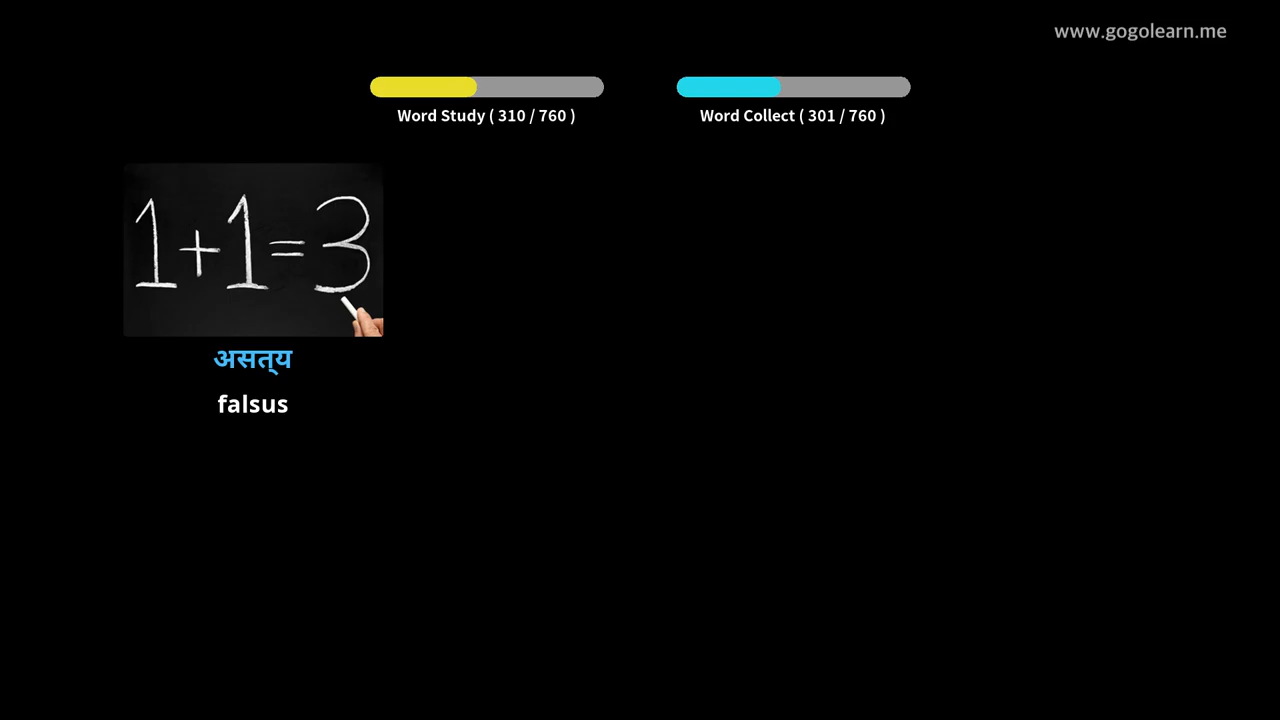 www.gogolearn.me
Word Study ( 310 / 760 )
Word Collect ( 301 / 760 )
1+1=3
असत्य
falsus